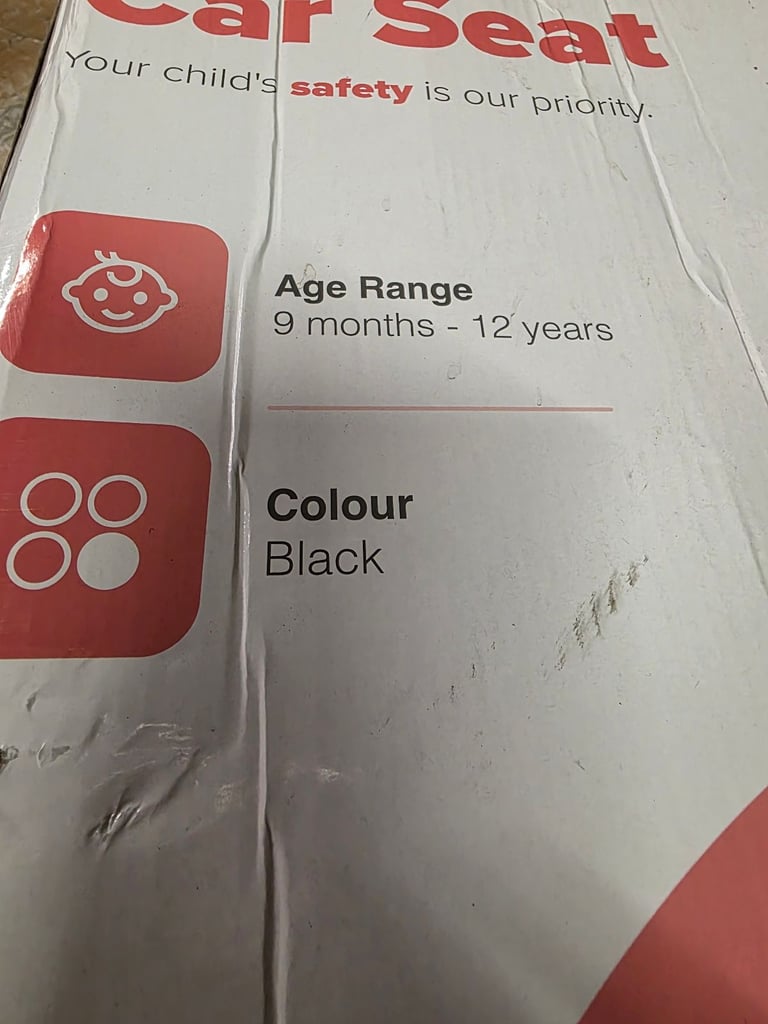 Car Seat
Your child's safety is our priority.
Age Range
9 months - 12 years
Colour
Black